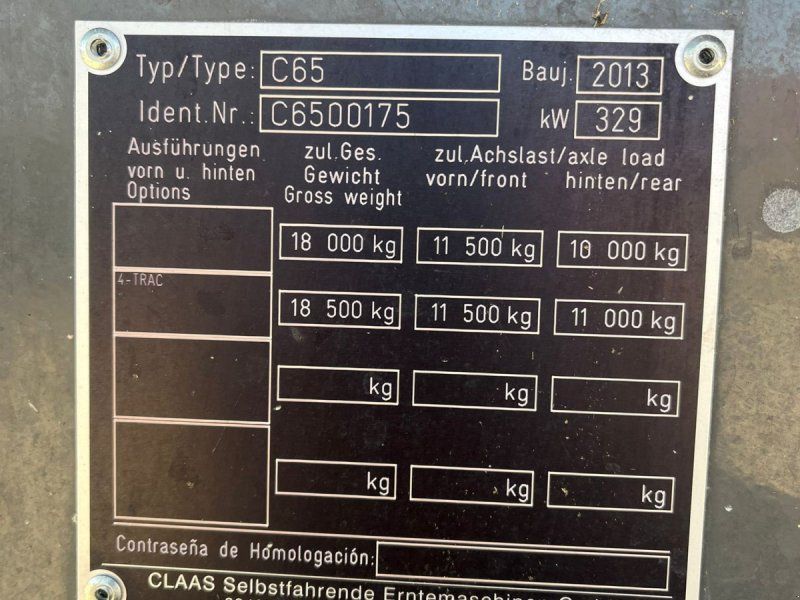 Typ/Type: C65 Bauj. 2013
Ident.Nr.: C6500175 kW 329
Ausführungen zul.Ges. zul.Achslast/axle load
vorn u. hinten Gewicht vorn/front hinten/rear
Options Gross weight
18 000 kg 11 500 kg 10 000 kg
4-TRAC
18 500 kg 11 500 kg 11 000 kg
kg kg kg
kg kg kg
Contraseña de Homologación:
CLAAS Selbstfahrende Erntemaschinen